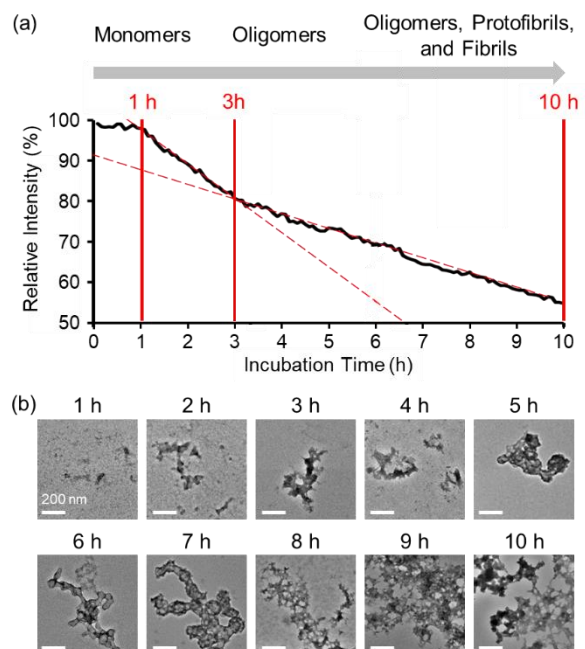 (a)
Monomers Oligomers Oligomers, Protofibrils,
and Fibrils
1 h 3 h 10 h
Relative Intensity (%)
100
90
80
70
60
50
0 1 2 3 4 5 6 7 8 9 10
Incubation Time (h)
(b)
1 h 2 h 3 h 4 h 5 h
200 nm
6 h 7 h 8 h 9 h 10 h